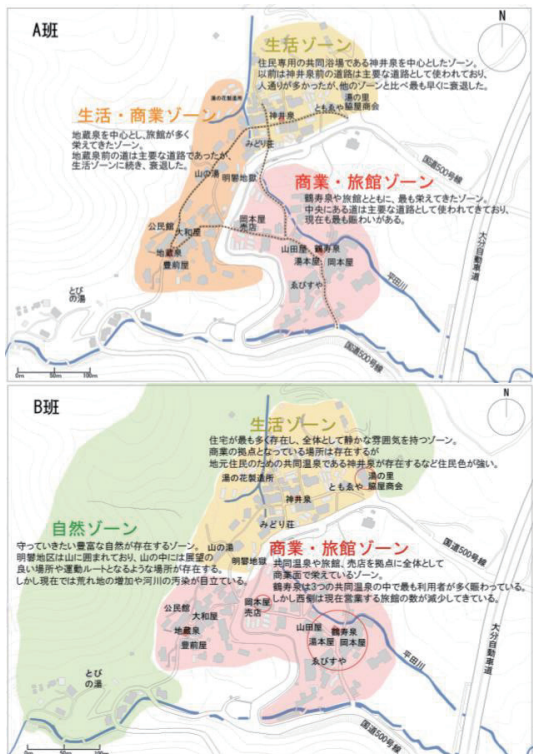 A班
N
生活ゾーン
住民専用の共同浴場である神井泉を中心としたゾーン。
以前は神井泉前の道路は主要な道路として使われており、
人通りが多かったが、他のゾーンと比べ最も早くに衰退した。
湯の花製造所
湯の里
ともゑや 脇屋商会
神井泉
生活・商業ゾーン
地蔵泉を中心とし、旅館が多く
栄えてきたゾーン。
地蔵泉前の道は主要な道路であったが、
生活ゾーンに続き、衰退した。
みどり荘
国道500号線
山の湯
明礬地獄
商業・旅館ゾーン
鶴寿泉や旅館とともに、最も栄えてきたゾーン。
中央にある道は主要な道路として使われてきており、
現在も最も賑わいがある。
公民館
大和屋
岡本屋
売店
地蔵泉
豊前屋
山田屋 鶴寿泉
湯本屋 岡本屋
大分自動車道
平田川
ゑびすや
とび
の湯
国道500号線
0m 50m 100m
B班
N
生活ゾーン
住宅が最も多く存在し、全体として静かな雰囲気を持つゾーン。
商業の拠点となっている場所は存在するが
地元住民のための共同温泉である神井泉が存在するなど住民色が強い。
湯の花製造所
湯の里
ともゑや 脇屋商会
神井泉
みどり荘
自然ゾーン
守っていきたい豊富な自然が存在するゾーン。
明礬地区は山に囲まれており、山の中には展望の
良い場所や運動ルートとなるような場所が存在する。
しかし現在では荒れ地の増加や河川の汚染が目立ている。
山の湯
明礬地獄
国道500号線
商業・旅館ゾーン
共同温泉や旅館、売店を拠点に全体として
商業面で栄えているゾーン。
鶴寿泉は3つの共同温泉の中で最も利用者が多く賑わっている。
しかし西側は現在営業する旅館の数が減少してきている。
公民館
大和屋
岡本屋
売店
地蔵泉
豊前屋
山田屋 鶴寿泉
湯本屋 岡本屋
大分自動車道
平田川
ゑびすや
とび
の湯
国道500号線
0m 50m 100m